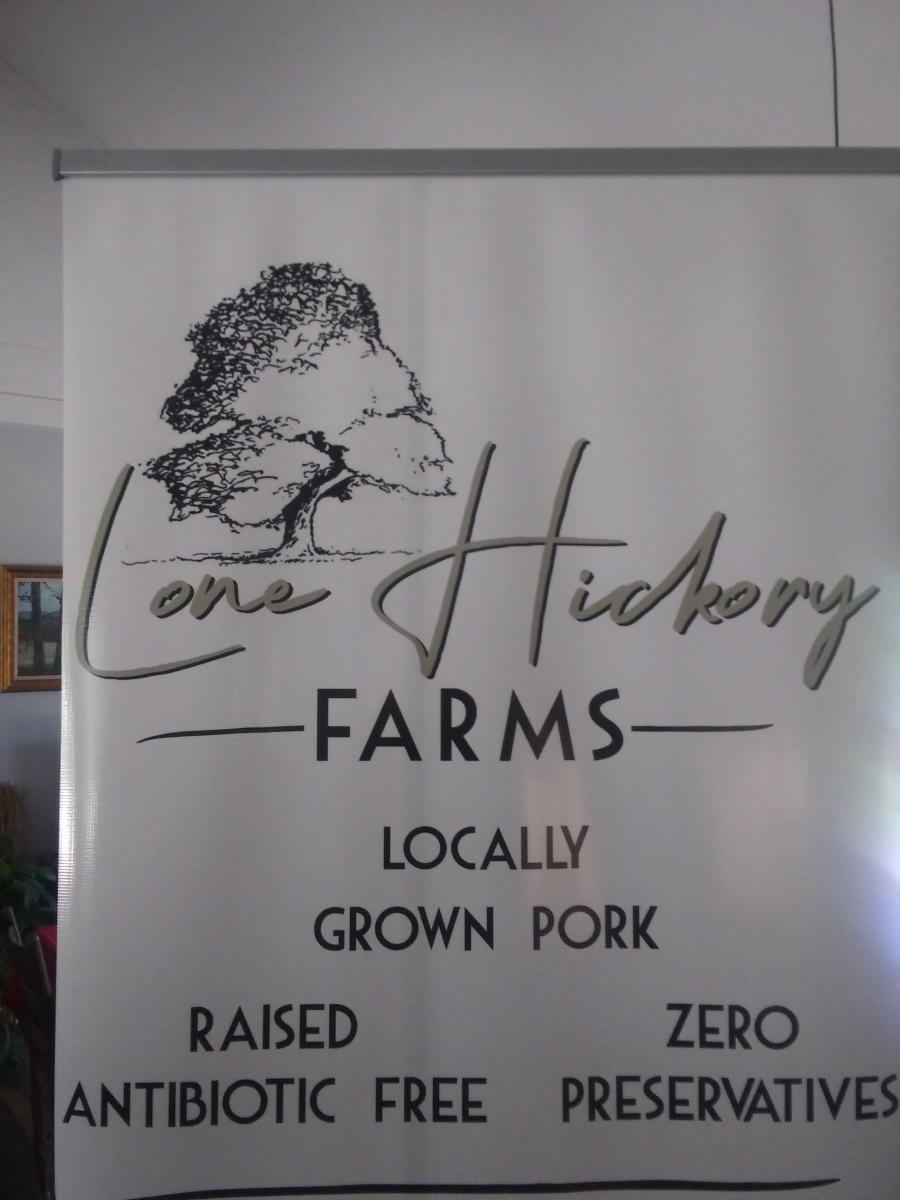 Lone Hickory
FARMS
LOCALLY
GROWN PORK
RAISED
ANTIBIOTIC FREE
ZERO
PRESERVATIVES